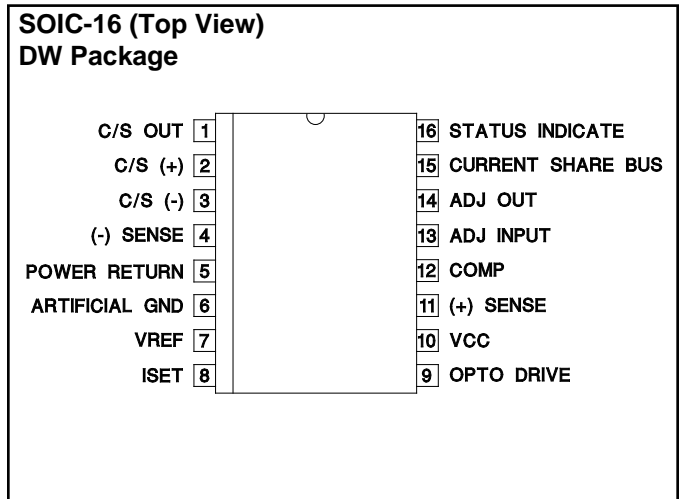 SOIC-16 (Top View)
DW Package
C/S OUT 1 16 STATUS INDICATE
C/S (+) 2 15 CURRENT SHARE BUS
C/S (-) 3 14 ADJ OUT
(-) SENSE 4 13 ADJ INPUT
POWER RETURN 5 12 COMP
ARTIFICIAL GND 6 11 (+) SENSE
VREF 7 10 VCC
ISET 8 9 OPTO DRIVE